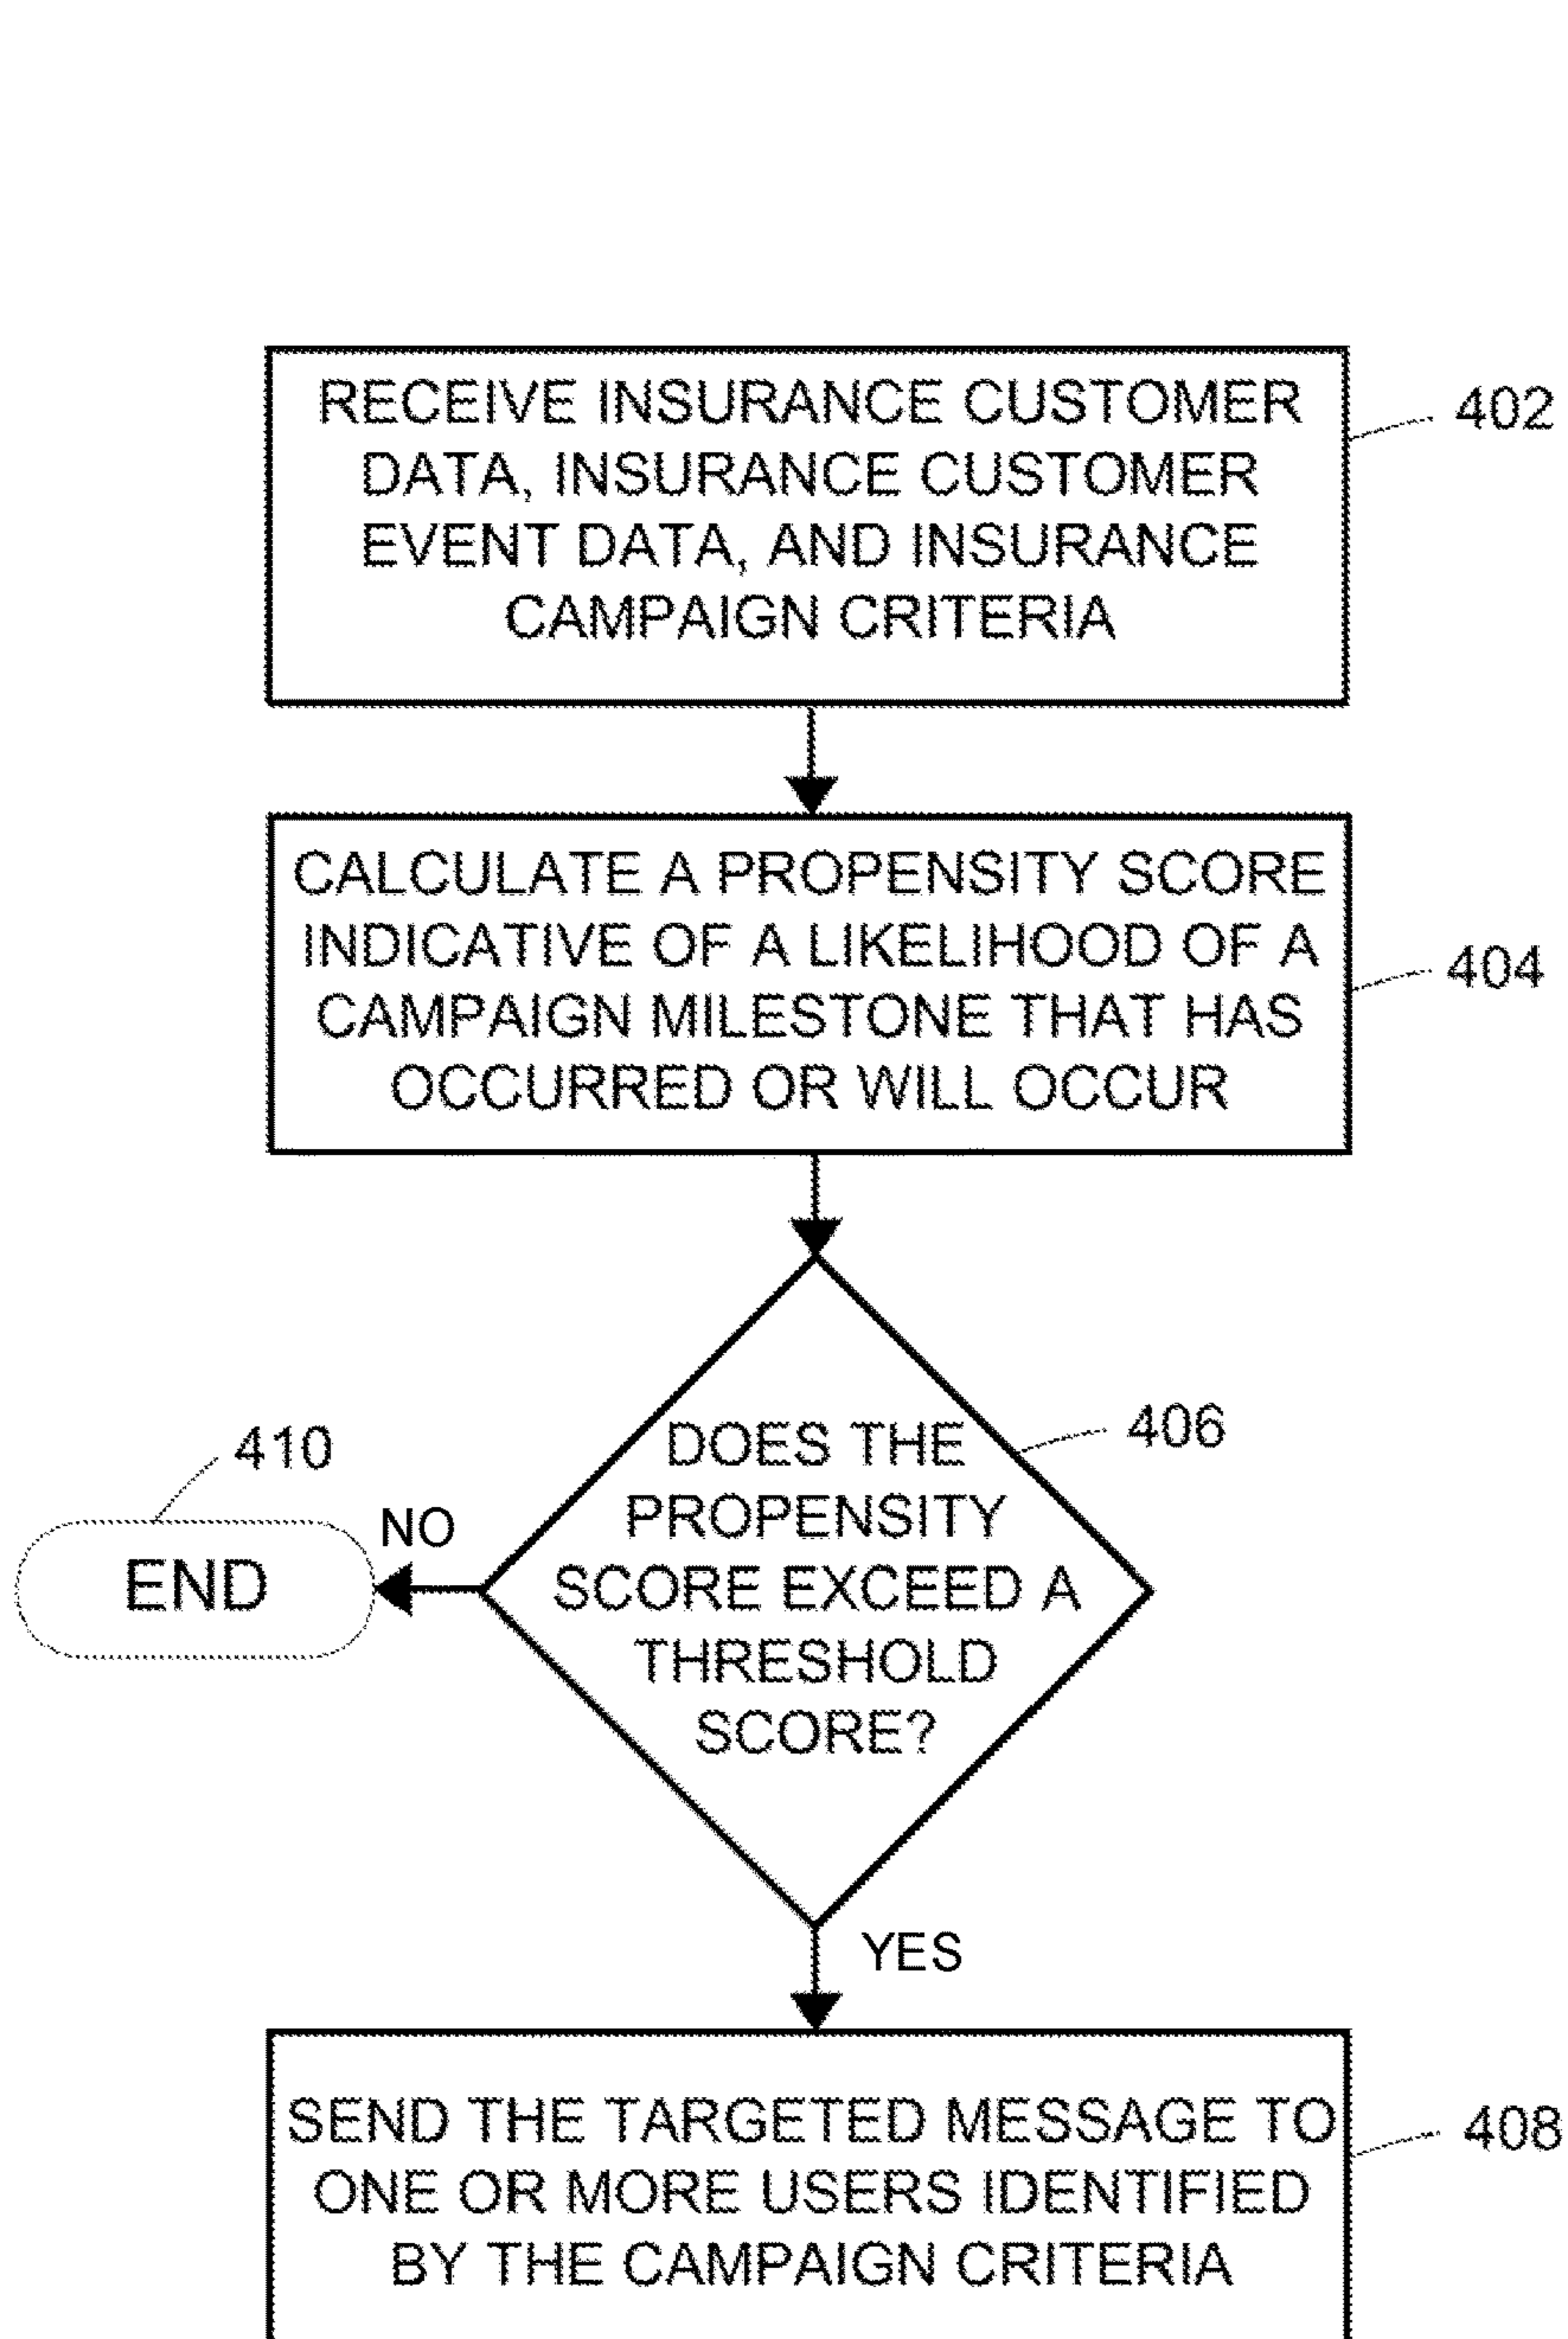 RECEIVE INSURANCE CUSTOMER
DATA, INSURANCE CUSTOMER
EVENT DATA, AND INSURANCE
CAMPAIGN CRITERIA
402
CALCULATE A PROPENSITY SCORE
INDICATIVE OF A LIKELIHOOD OF A
CAMPAIGN MILESTONE THAT HAS
OCCURRED OR WILL OCCUR
404
DOES THE
PROPENSITY
SCORE EXCEED A
THRESHOLD
SCORE?
406
410
NO
END
YES
SEND THE TARGETED MESSAGE TO
ONE OR MORE USERS IDENTIFIED
BY THE CAMPAIGN CRITERIA
408